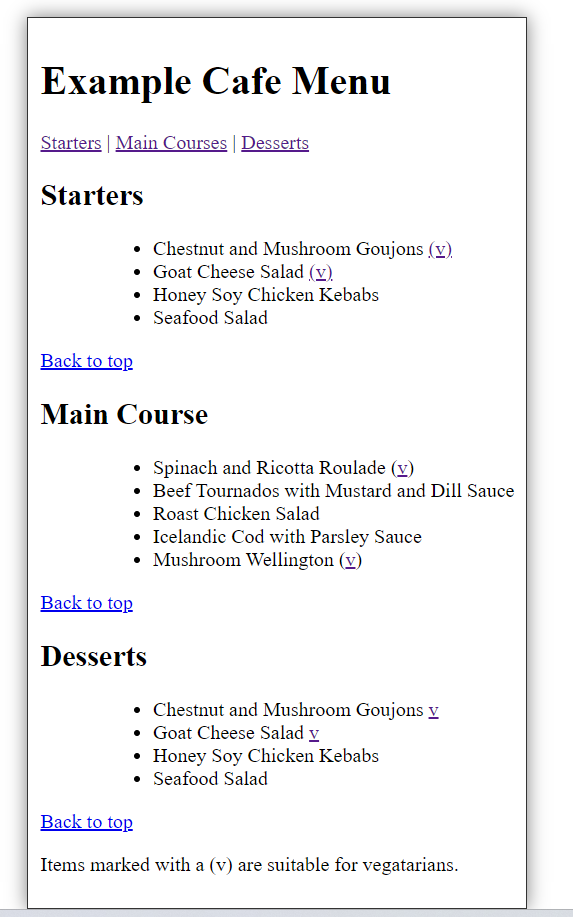 Example Cafe Menu
Starters | Main Courses | Desserts
Starters
• Chestnut and Mushroom Goujons (v)
• Goat Cheese Salad (v)
• Honey Soy Chicken Kebabs
• Seafood Salad
Back to top
Main Course
• Spinach and Ricotta Roulade (v)
• Beef Tournados with Mustard and Dill Sauce
• Roast Chicken Salad
• Icelandic Cod with Parsley Sauce
• Mushroom Wellington (v)
Back to top
Desserts
• Chestnut and Mushroom Goujons v
• Goat Cheese Salad v
• Honey Soy Chicken Kebabs
• Seafood Salad
Back to top
Items marked with a (v) are suitable for vegatarians.